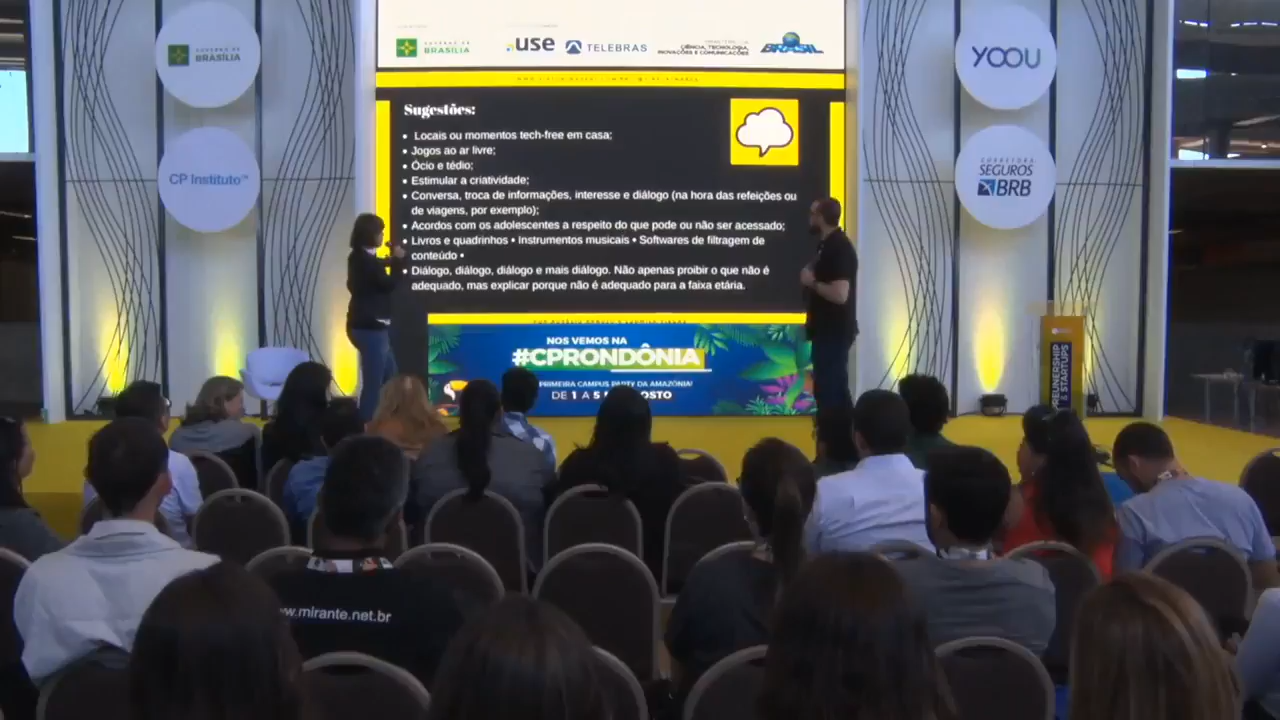 GOVERNO DE
BRASÍLIA
CP Instituto
GOVERNO DE
BRASÍLIA
use
TELEBRAS
CIÊNCIA, TECNOLOGIA,
INOVAÇÕES E COMUNICAÇÕES
BRASIL
Sugestões:
• Locais ou momentos tech-free em casa;
• Jogos ao ar livre;
• Ócio e tédio;
• Estimular a criatividade;
• Conversa, troca de informações, interesse e diálogo (na hora das refeições ou
de viagens, por exemplo);
• Acordos com os adolescentes a respeito do que pode ou não ser acessado;
• Livros e quadrinhos • Instrumentos musicais • Softwares de filtragem de
conteúdo •
• Diálogo, diálogo, diálogo e mais diálogo. Não apenas proibir o que não é
adequado, mas explicar porque não é adequado para a faixa etária.
NOS VEMOS NA
#CPRONDÔNIA
PRIMEIRA CAMPUS PARTY DA AMAZÔNIA!
DE 1 A 5
YOOU
CORRETORA
SEGUROS
BRB
& STARTUPS
www.mirante.net.br